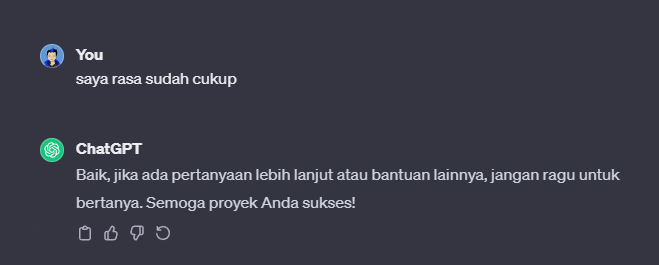 You
saya rasa sudah cukup
ChatGPT
Baik, jika ada pertanyaan lebih lanjut atau bantuan lainnya, jangan ragu untuk
bertanya. Semoga proyek Anda sukses!